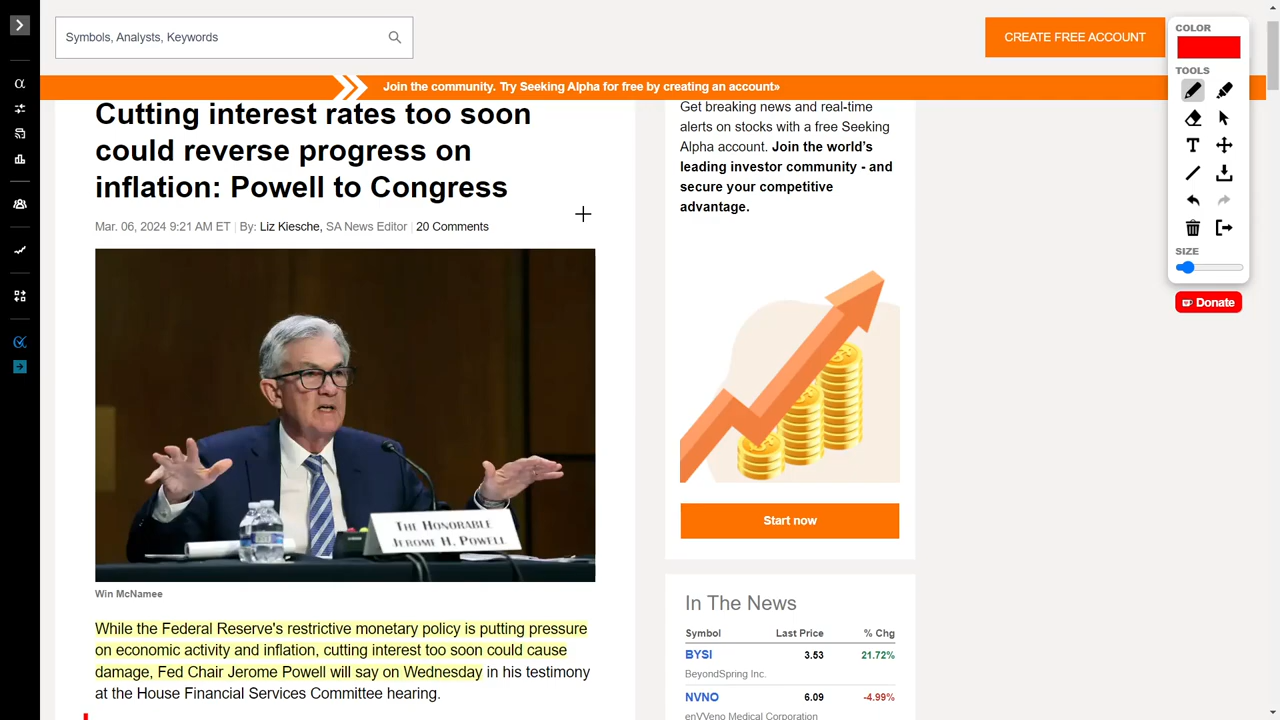 Symbols, Analysts, Keywords
CREATE FREE ACCOUNT
Join the community. Try Seeking Alpha for free by creating an account»
Cutting interest rates too soon
could reverse progress on
inflation: Powell to Congress
Mar. 06, 2024 9:21 AM ET | By: Liz Kiesche, SA News Editor | 20 Comments
THE HONORABLE
JEROME H. POWELL
Win McNamee
While the Federal Reserve's restrictive monetary policy is putting pressure
on economic activity and inflation, cutting interest too soon could cause
damage, Fed Chair Jerome Powell will say on Wednesday in his testimony
at the House Financial Services Committee hearing.
Get breaking news and real-time
alerts on stocks with a free Seeking
Alpha account. Join the world's
leading investor community - and
secure your competitive
advantage.
Start now
In The News
Symbol Last Price % Chg
BYSI 3.53 21.72%
BeyondSpring Inc.
NVNO 6.09 -4.99%
enVVeno Medical Corporation
COLOR
TOOLS
SIZE
Donate